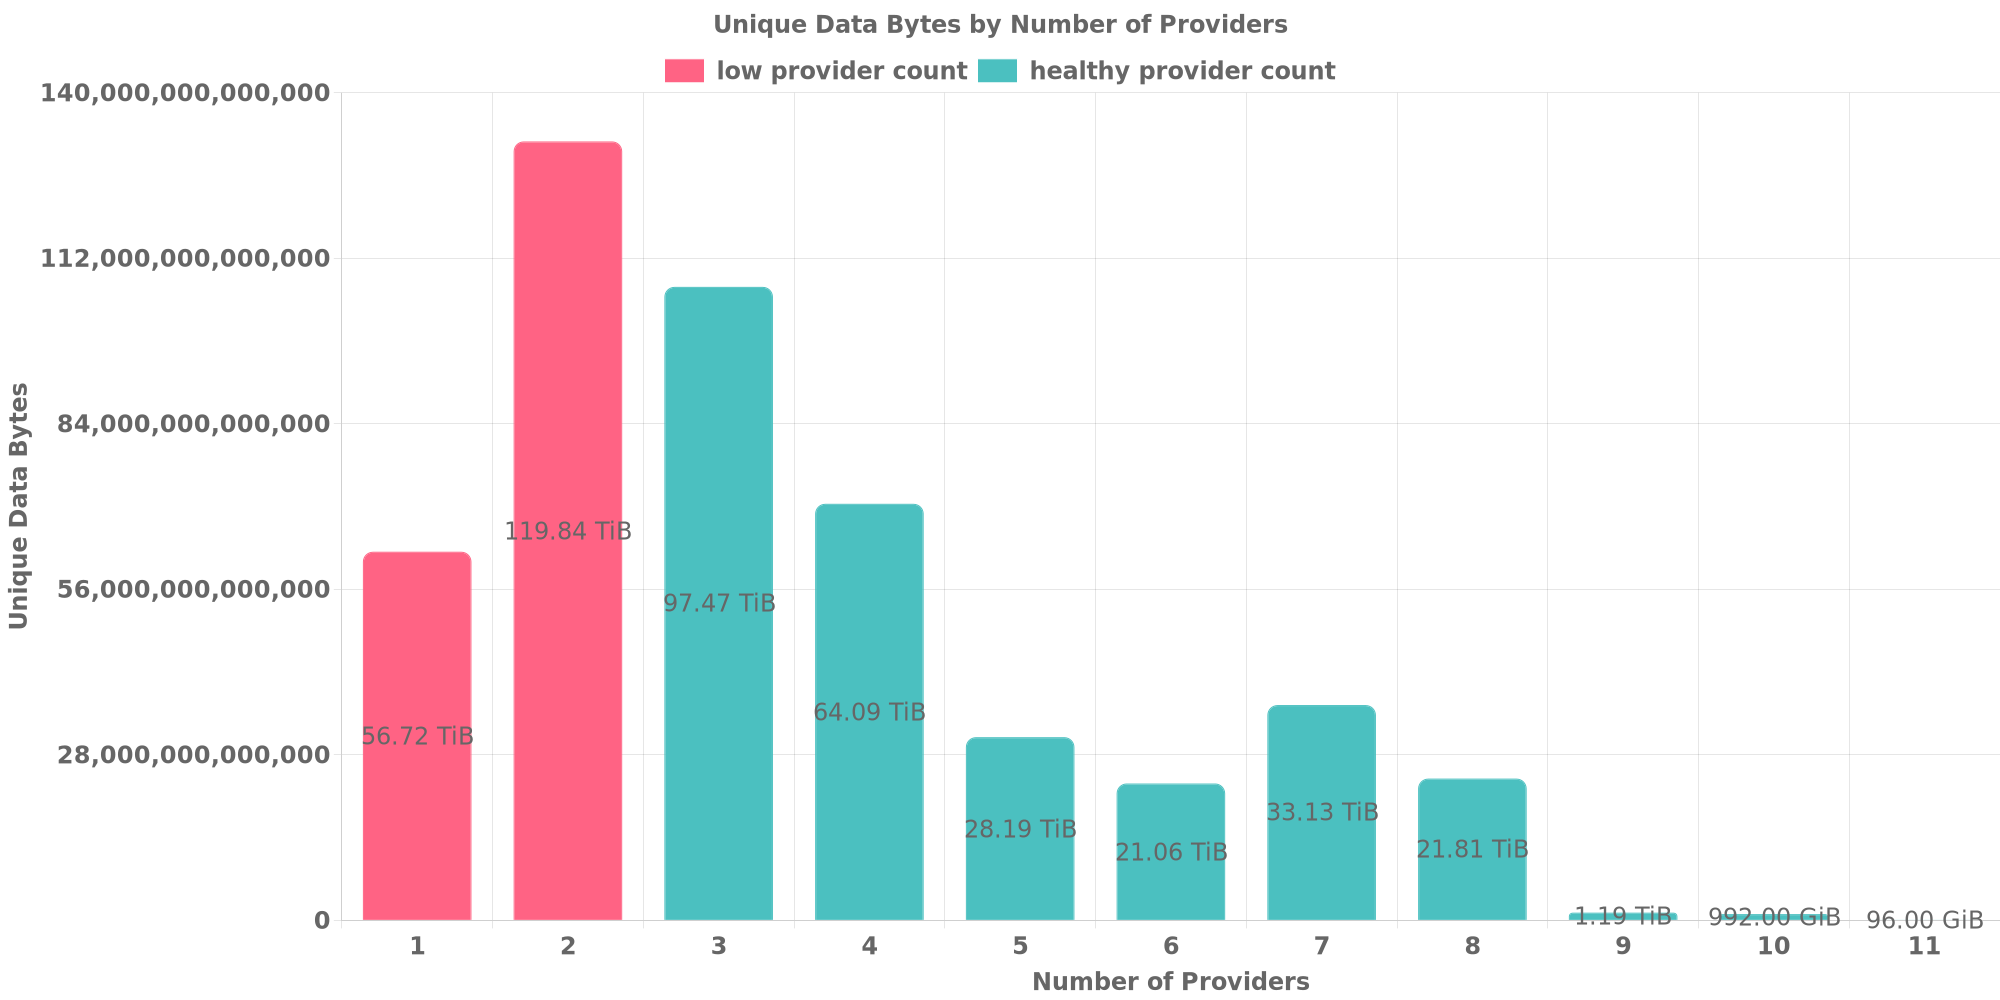 Unique Data Bytes by Number of Providers
low provider count healthy provider count
140,000,000,000,000
112,000,000,000,000
84,000,000,000,000
56,000,000,000,000
28,000,000,000,000
0
Unique Data Bytes
56.72 TiB
119.84 TiB
97.47 TiB
64.09 TiB
28.19 TiB
21.06 TiB
33.13 TiB
21.81 TiB
1.19 TiB
992.00 GiB
96.00 GiB
1 2 3 4 5 6 7 8 9 10 11
Number of Providers